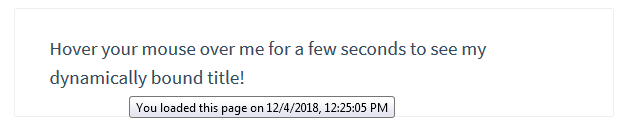 Hover your mouse over me for a few seconds to see my
dynamically bound title!
You loaded this page on 12/4/2018, 12:25:05 PM